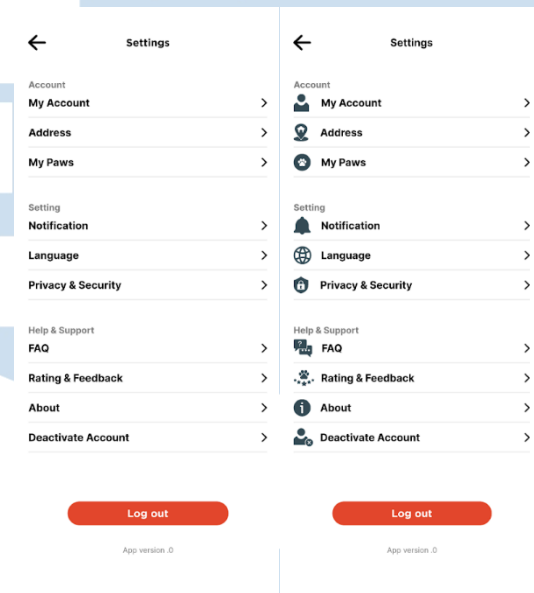 Settings
Account
My Account
Address
My Paws
Setting
Notification
Language
Privacy & Security
Help & Support
FAQ
Rating & Feedback
About
Deactivate Account
Log out
App version .0
Settings
Account
My Account
Address
My Paws
Setting
Notification
Language
Privacy & Security
Help & Support
FAQ
Rating & Feedback
About
Deactivate Account
Log out
App version .0